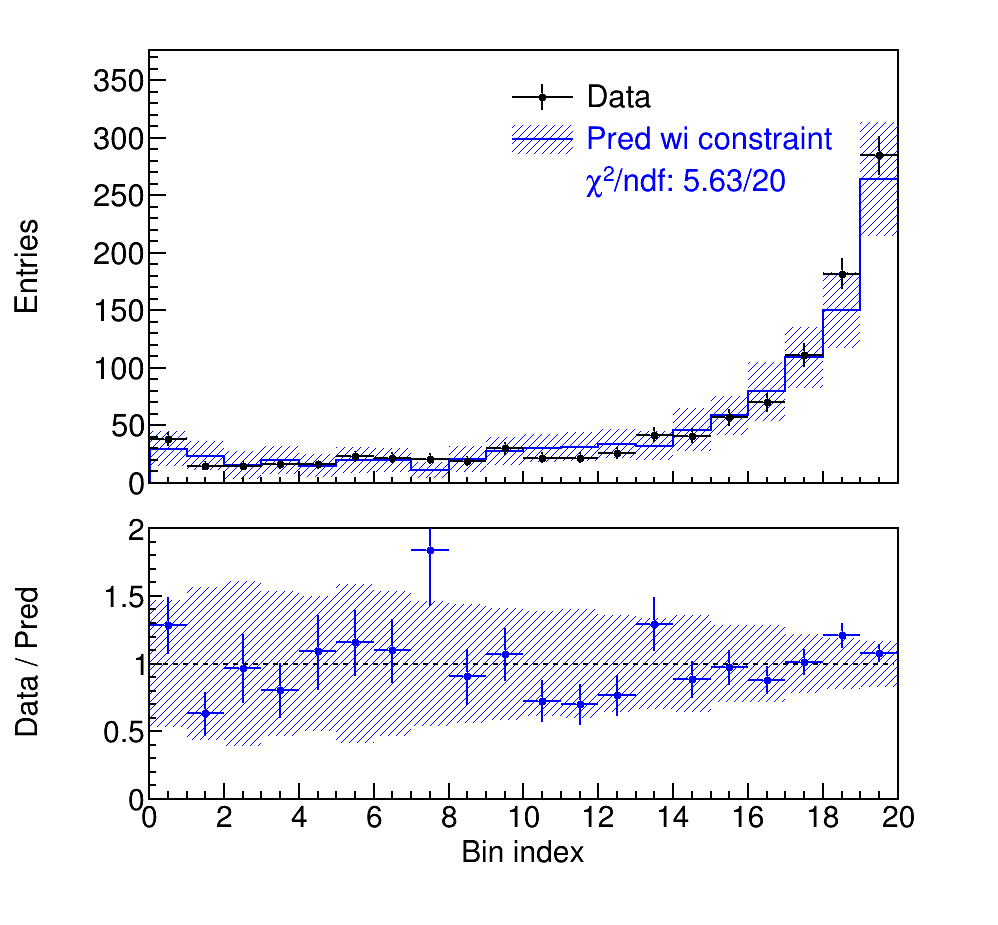 350
300
250
200
150
100
50
0
Entries
Data
Pred wi constraint
χ²/ndf: 5.63/20
2
1.5
1
0.5
0
Data / Pred
0 2 4 6 8 10 12 14 16 18 20
Bin index